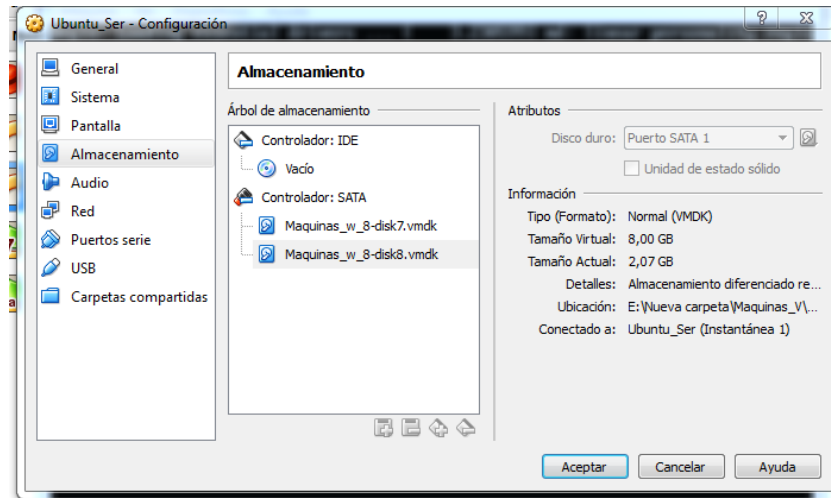 Ubuntu_Ser - Configuración
General
Sistema
Pantalla
Almacenamiento
Audio
Red
Puertos serie
USB
Carpetas compartidas
Almacenamiento
Árbol de almacenamiento
Controlador: IDE
Vacío
Controlador: SATA
Maquinas_w_8-disk7.vmdk
Maquinas_w_8-disk8.vmdk
Atributos
Disco duro: Puerto SATA 1
Unidad de estado sólido
Información
Tipo (Formato): Normal (VMDK)
Tamaño Virtual: 8,00 GB
Tamaño Actual: 2,07 GB
Detalles: Almacenamiento diferenciado re...
Ubicación: E:\Nueva carpeta\Maquinas_V\...
Conectado a: Ubuntu_Ser (Instantánea 1)
Aceptar Cancelar Ayuda